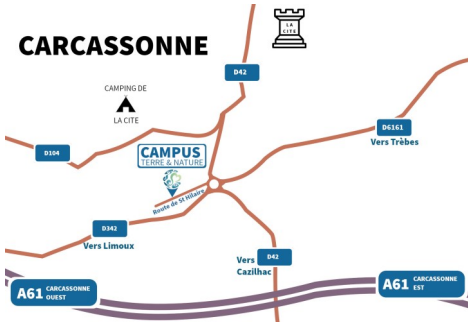 CARCASSONNE
LA
CITE
D42
CAMPING DE
LA CITE
D6161
Vers Trèbes
D104
CAMPUS
TERRE & NATURE
Route de St Hilaire
D342
Vers Limoux
Vers
Cazilhac
D42
A61 CARCASSONNE
OUEST
A61 CARCASSONNE
EST